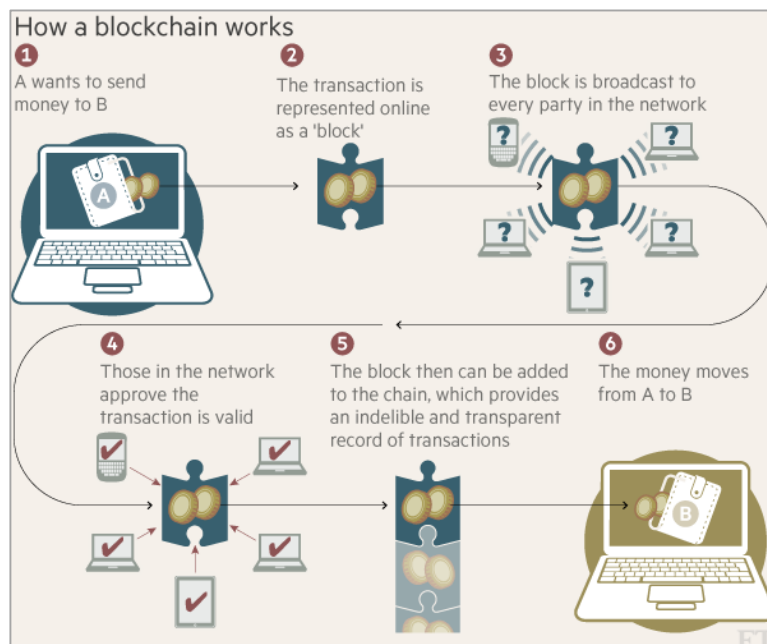 How a blockchain works
1
A wants to send
money to B
2
The transaction is
represented online
as a 'block'
3
The block is broadcast to
every party in the network
A
?
?
?
?
?
4
Those in the network
approve the
transaction is valid
5
The block then can be added
to the chain, which provides
an indelible and transparent
record of transactions
6
The money moves
from A to B
B
FT